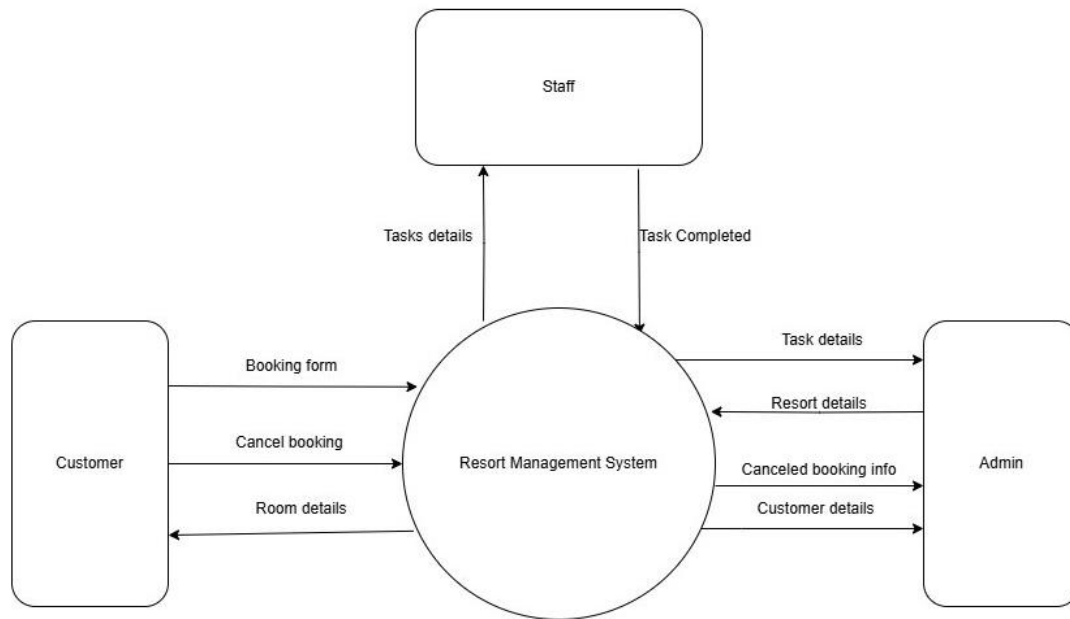 Staff
Tasks details
Task Completed
Booking form
Task details
Resort details
Customer
Cancel booking
Resort Management System
Canceled booking info
Admin
Room details
Customer details